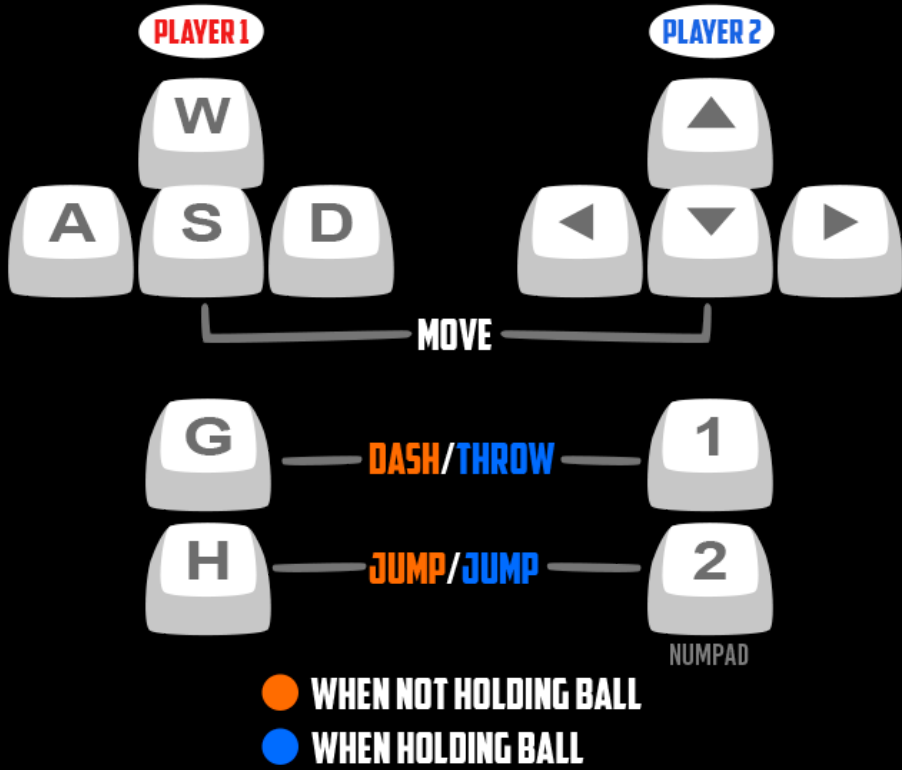 PLAYER 1
PLAYER 2
W
A S D
MOVE
G
DASH/THROW
1
H
JUMP/JUMP
2
NUMPAD
WHEN NOT HOLDING BALL
WHEN HOLDING BALL